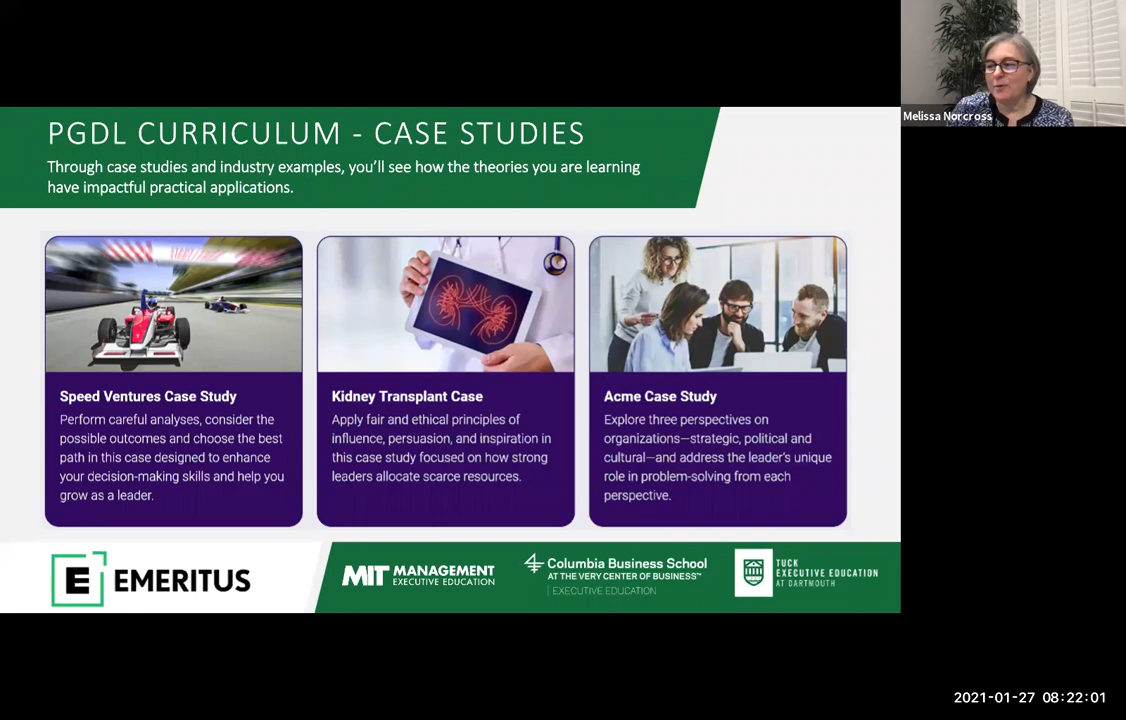 Melissa Norcross
PGDL CURRICULUM - CASE STUDIES
Through case studies and industry examples, you'll see how the theories you are learning
have impactful practical applications.
Speed Ventures Case Study
Perform careful analyses, consider the
possible outcomes and choose the best
path in this case designed to enhance
your decision-making skills and help you
grow as a leader.
Kidney Transplant Case
Apply fair and ethical principles of
influence, persuasion, and inspiration in
this case study focused on how strong
leaders allocate scarce resources.
Acme Case Study
Explore three perspectives on
organizations—strategic, political and
cultural—and address the leader's unique
role in problem-solving from each
perspective.
E EMERITUS
MIT MANAGEMENT
EXECUTIVE EDUCATION
Columbia Business School
AT THE VERY CENTER OF BUSINESS™
EXECUTIVE EDUCATION
TUCK
EXECUTIVE EDUCATION
AT DARTMOUTH
2021-01-27 08:22:01